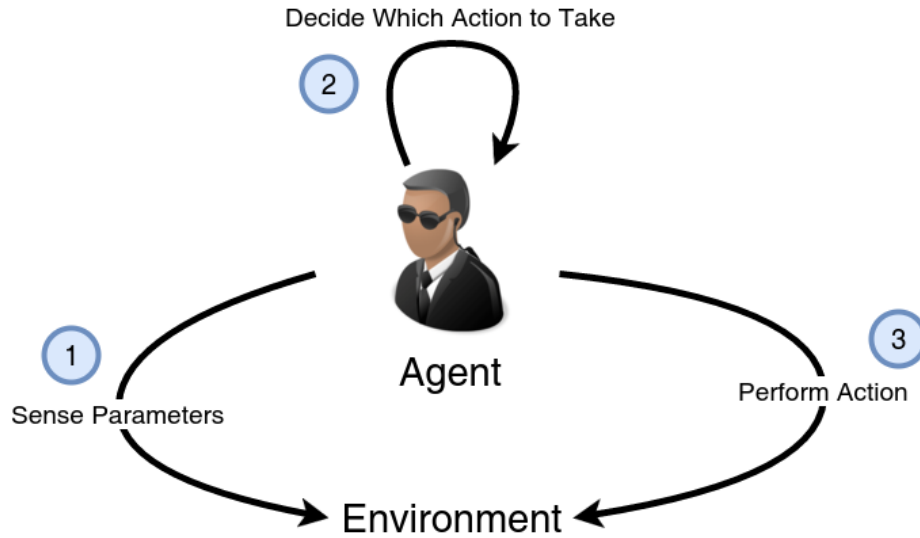 Decide Which Action to Take
2
Agent
1
Sense Parameters
3
Perform Action
Environment